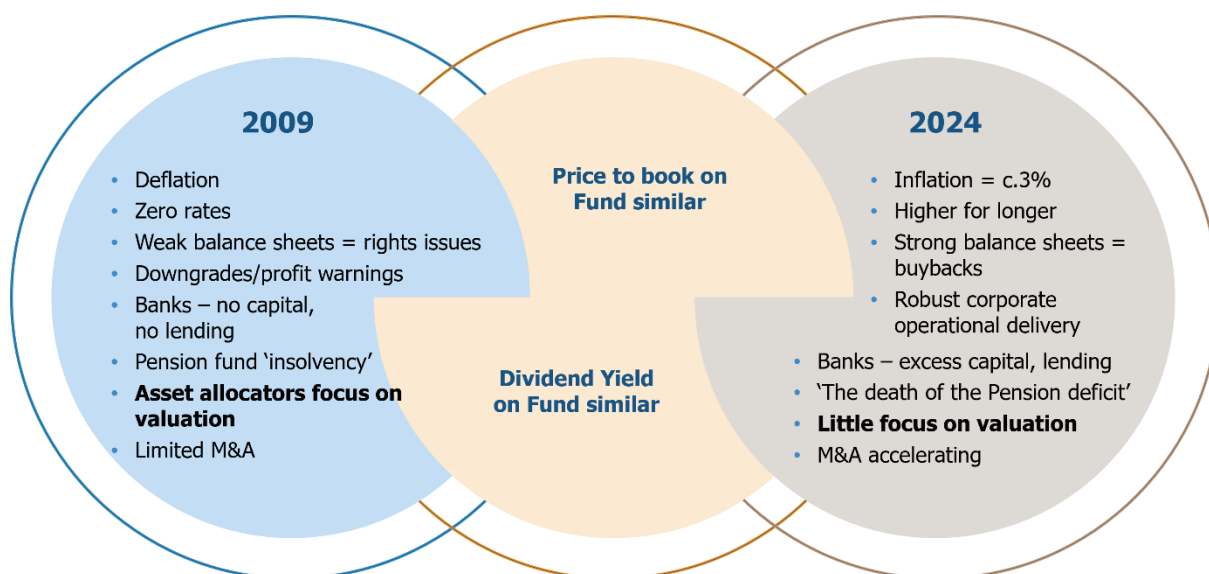 2009
• Deflation
• Zero rates
• Weak balance sheets = rights issues
• Downgrades/profit warnings
• Banks – no capital,
no lending
• Pension fund ‘insolvency’
• Asset allocators focus on
valuation
• Limited M&A
Price to book on
Fund similar
Dividend Yield
on Fund similar
2024
• Inflation = c.3%
• Higher for longer
• Strong balance sheets =
buybacks
• Robust corporate
operational delivery
• Banks – excess capital, lending
• ‘The death of the Pension deficit’
• Little focus on valuation
• M&A accelerating